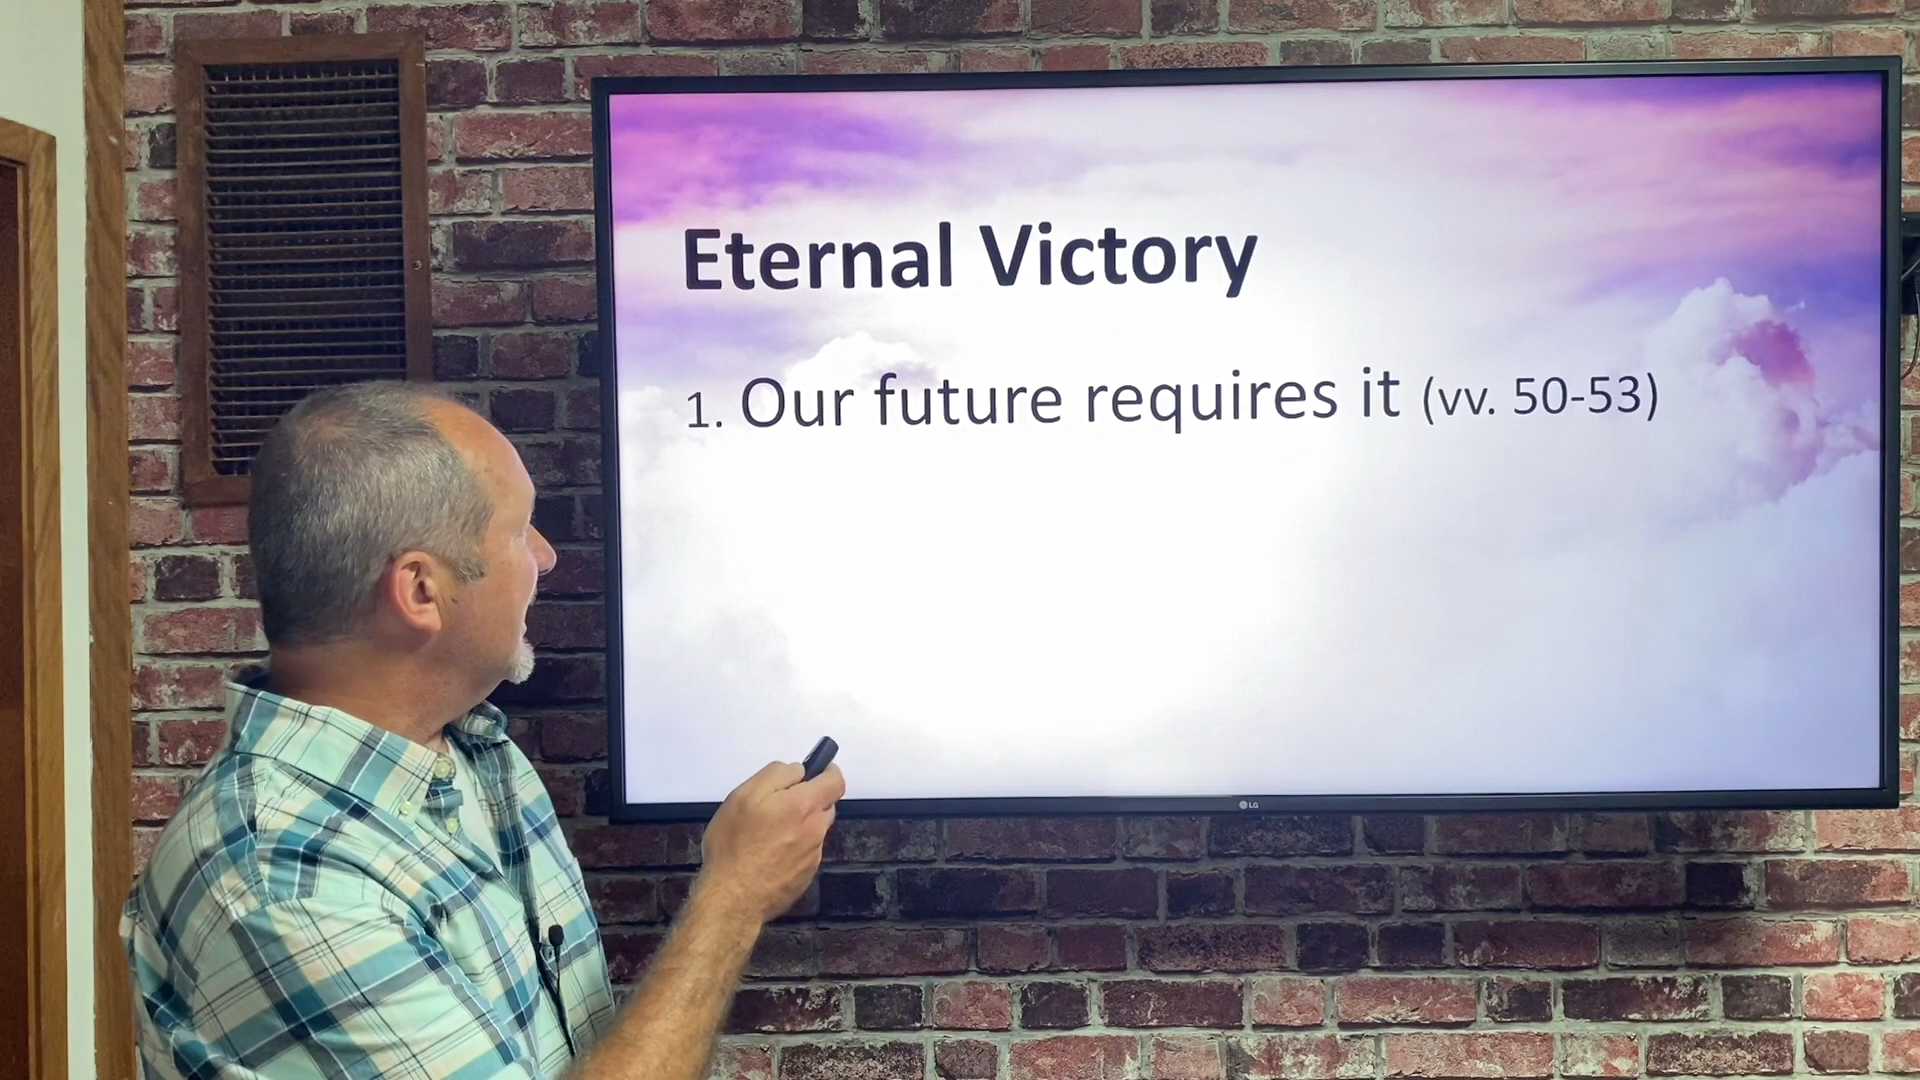 Eternal Victory
1. Our future requires it (vv. 50-53)
LG